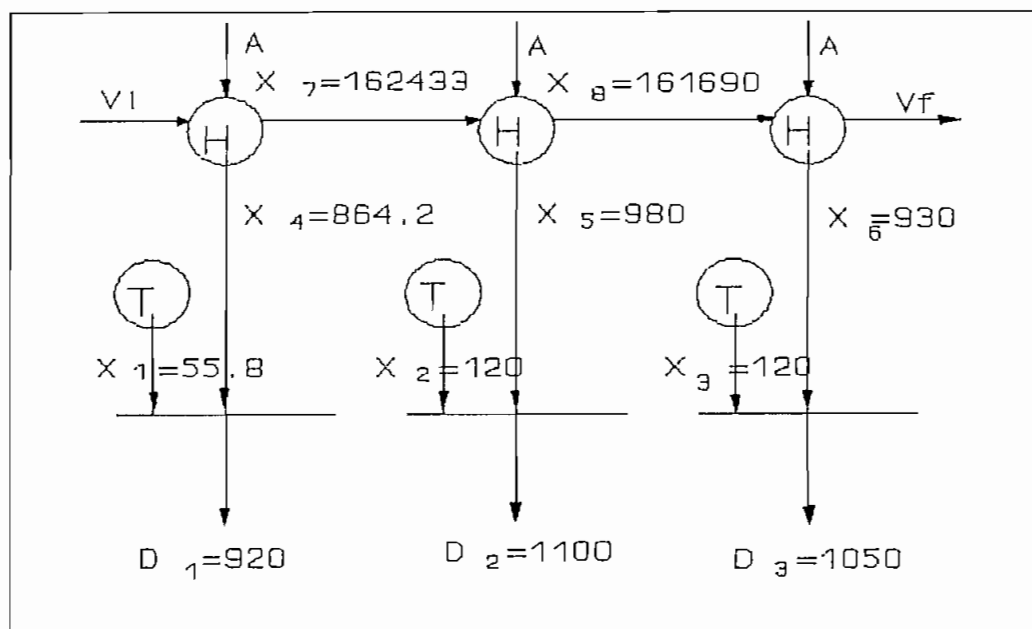 A A A
X 7=162433 X 8=161690
VI Vf
H H H
X 4=864.2 X 5=980 X 6=930
T T T
X 1=55.8 X 2=120 X 3=120
D 1=920 D 2=1100 D 3=1050